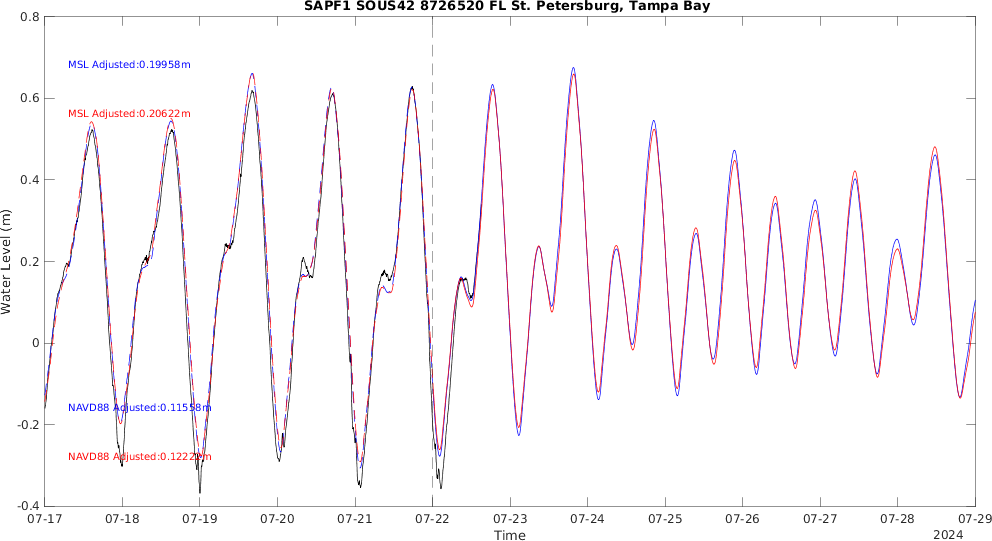 SAPF1 SOUS42 8726520 FL St. Petersburg, Tampa Bay
0.8
MSL Adjusted:0.19958m
0.6
MSL Adjusted:0.20622m
0.4
Water Level (m)
0.2
0
NAVD88 Adjusted:0.11558m
-0.2
NAVD88 Adjusted:0.1222
-0.4
07-17 07-18 07-19 07-20 07-21 07-22 07-23 07-24 07-25 07-26 07-27 07-28 07-29
Time
2024